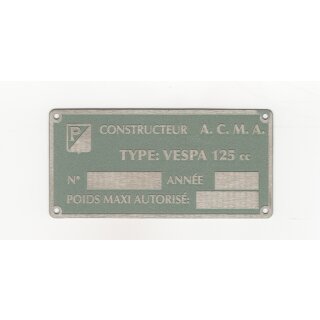 P
CONSTRUCTEUR A. C. M. A.
TYPE: VESPA 125 cc
N° ANNÉE
POIDS MAXI AUTORISÉ: